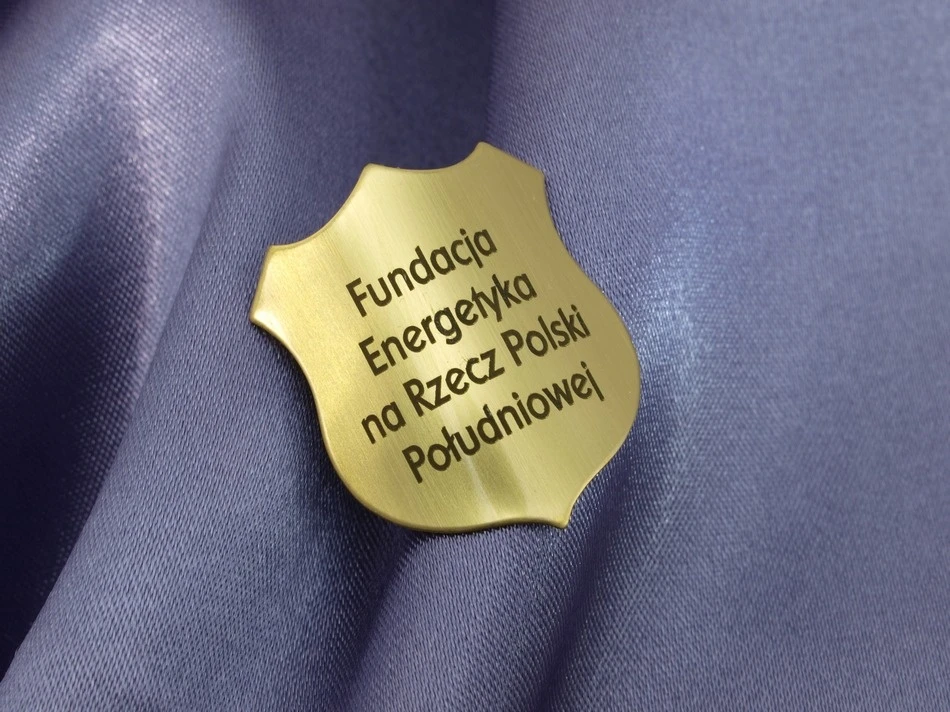 Fundacja
Energetyka
na Rzecz Polski
Południowej